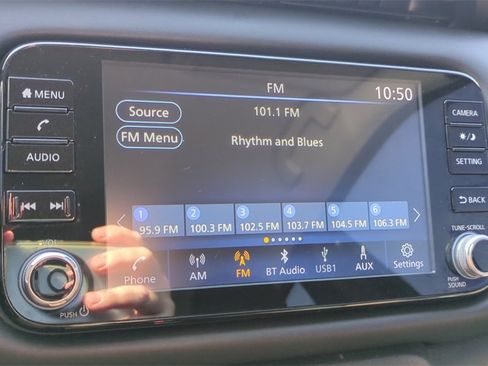 FM
10:50
MENU
AUDIO
Source
FM Menu
101.1 FM
Rhythm and Blues
CAMERA
SETTING
BACK
1 2 3 4 5 6
95.9 FM 100.3 FM 102.5 FM 103.7 FM 104.5 FM 106.3 FM
Phone AM FM BT Audio USB1 AUX Settings
VOL
PUSH
TUNE-SCROLL
PUSH
SOUND